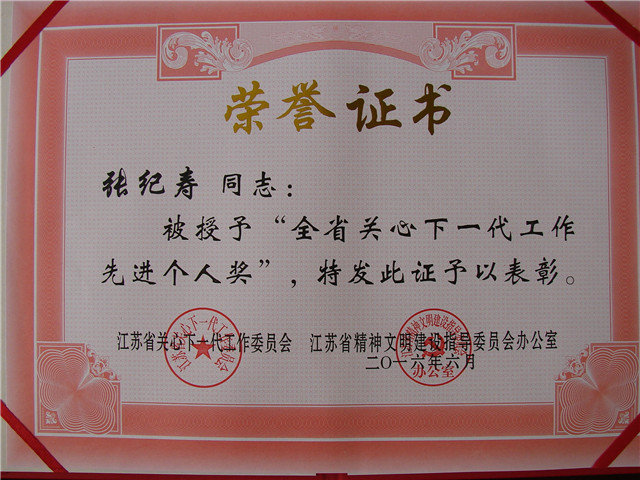 荣誉证书
张纪寿 同志：
被授予“全省关心下一代工作
先进个人奖”，特发此证予以表彰。
江苏省关心下一代工作委员会 江苏省精神文明建设指导委员会办公室
二〇一六年六月
办公室